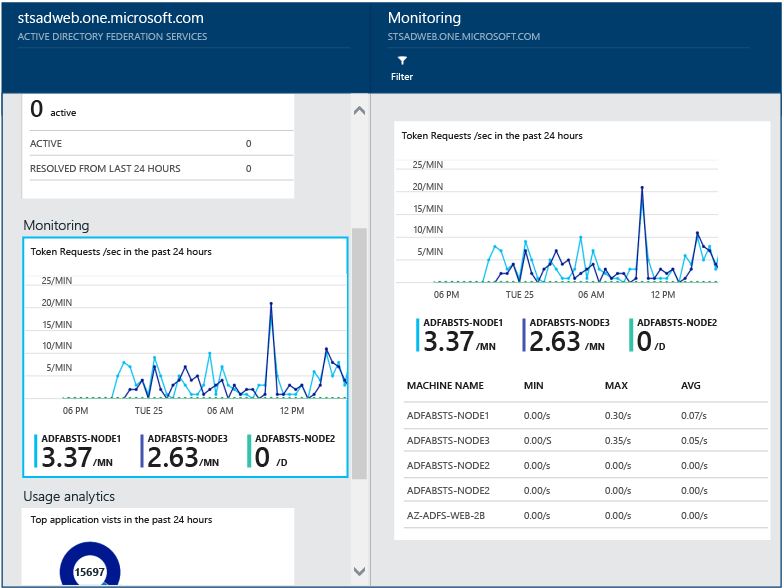 stsadweb.one.microsoft.com
ACTIVE DIRECTORY FEDERATION SERVICES
0 active
ACTIVE 0
RESOLVED FROM LAST 24 HOURS 0
Monitoring
Token Requests /sec in the past 24 hours
25/MIN
20/MIN
15/MIN
10/MIN
5/MIN
06 PM TUE 25 06 AM 12 PM
ADFABSTS-NODE1 ADFABSTS-NODE3 ADFABSTS-NODE2
3.37 /MN 2.63 /MN 0 /D
Usage analytics
Top application vists in the past 24 hours
15697
Monitoring
STSADWEB.ONE.MICROSOFT.COM
Filter
Token Requests /sec in the past 24 hours
25/MIN
20/MIN
15/MIN
10/MIN
5/MIN
06 PM TUE 25 06 AM 12 PM
ADFABSTS-NODE1 ADFABSTS-NODE3 ADFABSTS-NODE2
3.37 /MN 2.63 /MN 0 /D
MACHINE NAME MIN MAX AVG
ADFABSTS-NODE1 0.00/s 0.30/s 0.07/s
ADFABSTS-NODE3 0.00/S 0.35/s 0.05/s
ADFABSTS-NODE2 0.00/s 0.00/s 0.00/s
ADFABSTS-NODE2 0.00/s 0.00/s 0.00/s
AZ-ADFS-WEB-2B 0.00/s 0.00/s 0.00/s